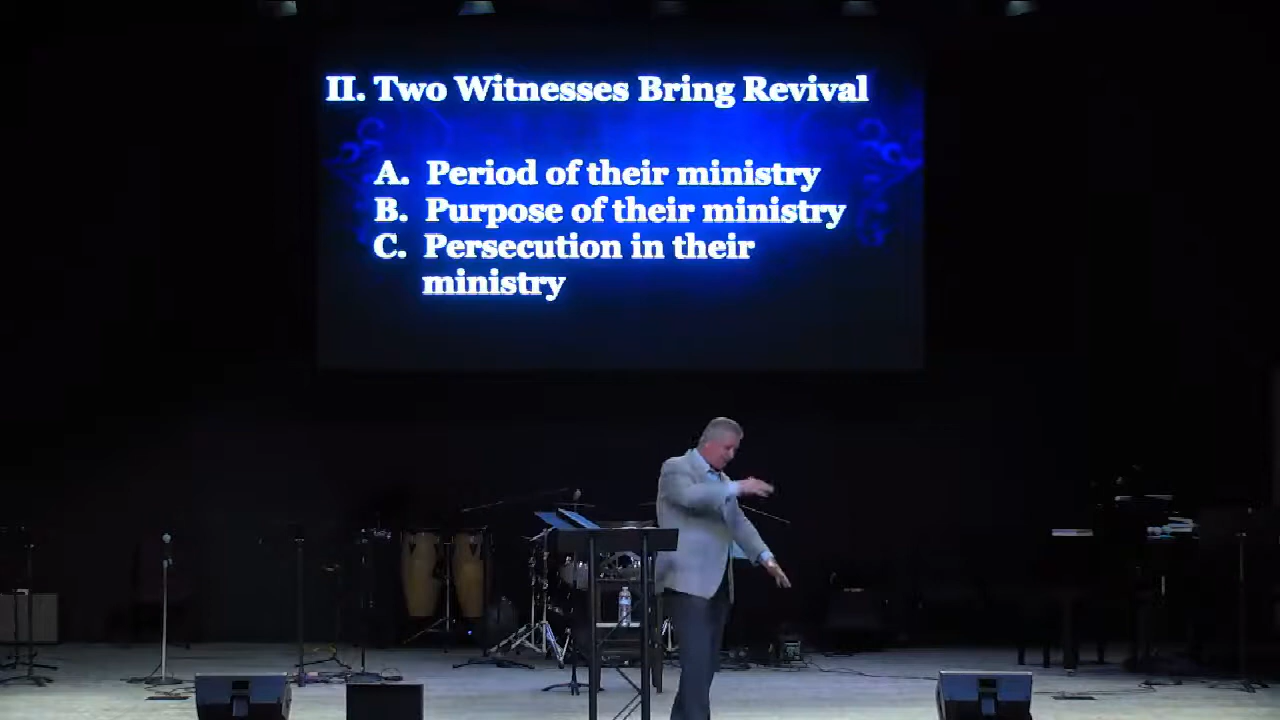 II. Two Witnesses Bring Revival
A. Period of their ministry
B. Purpose of their ministry
C. Persecution in their
ministry